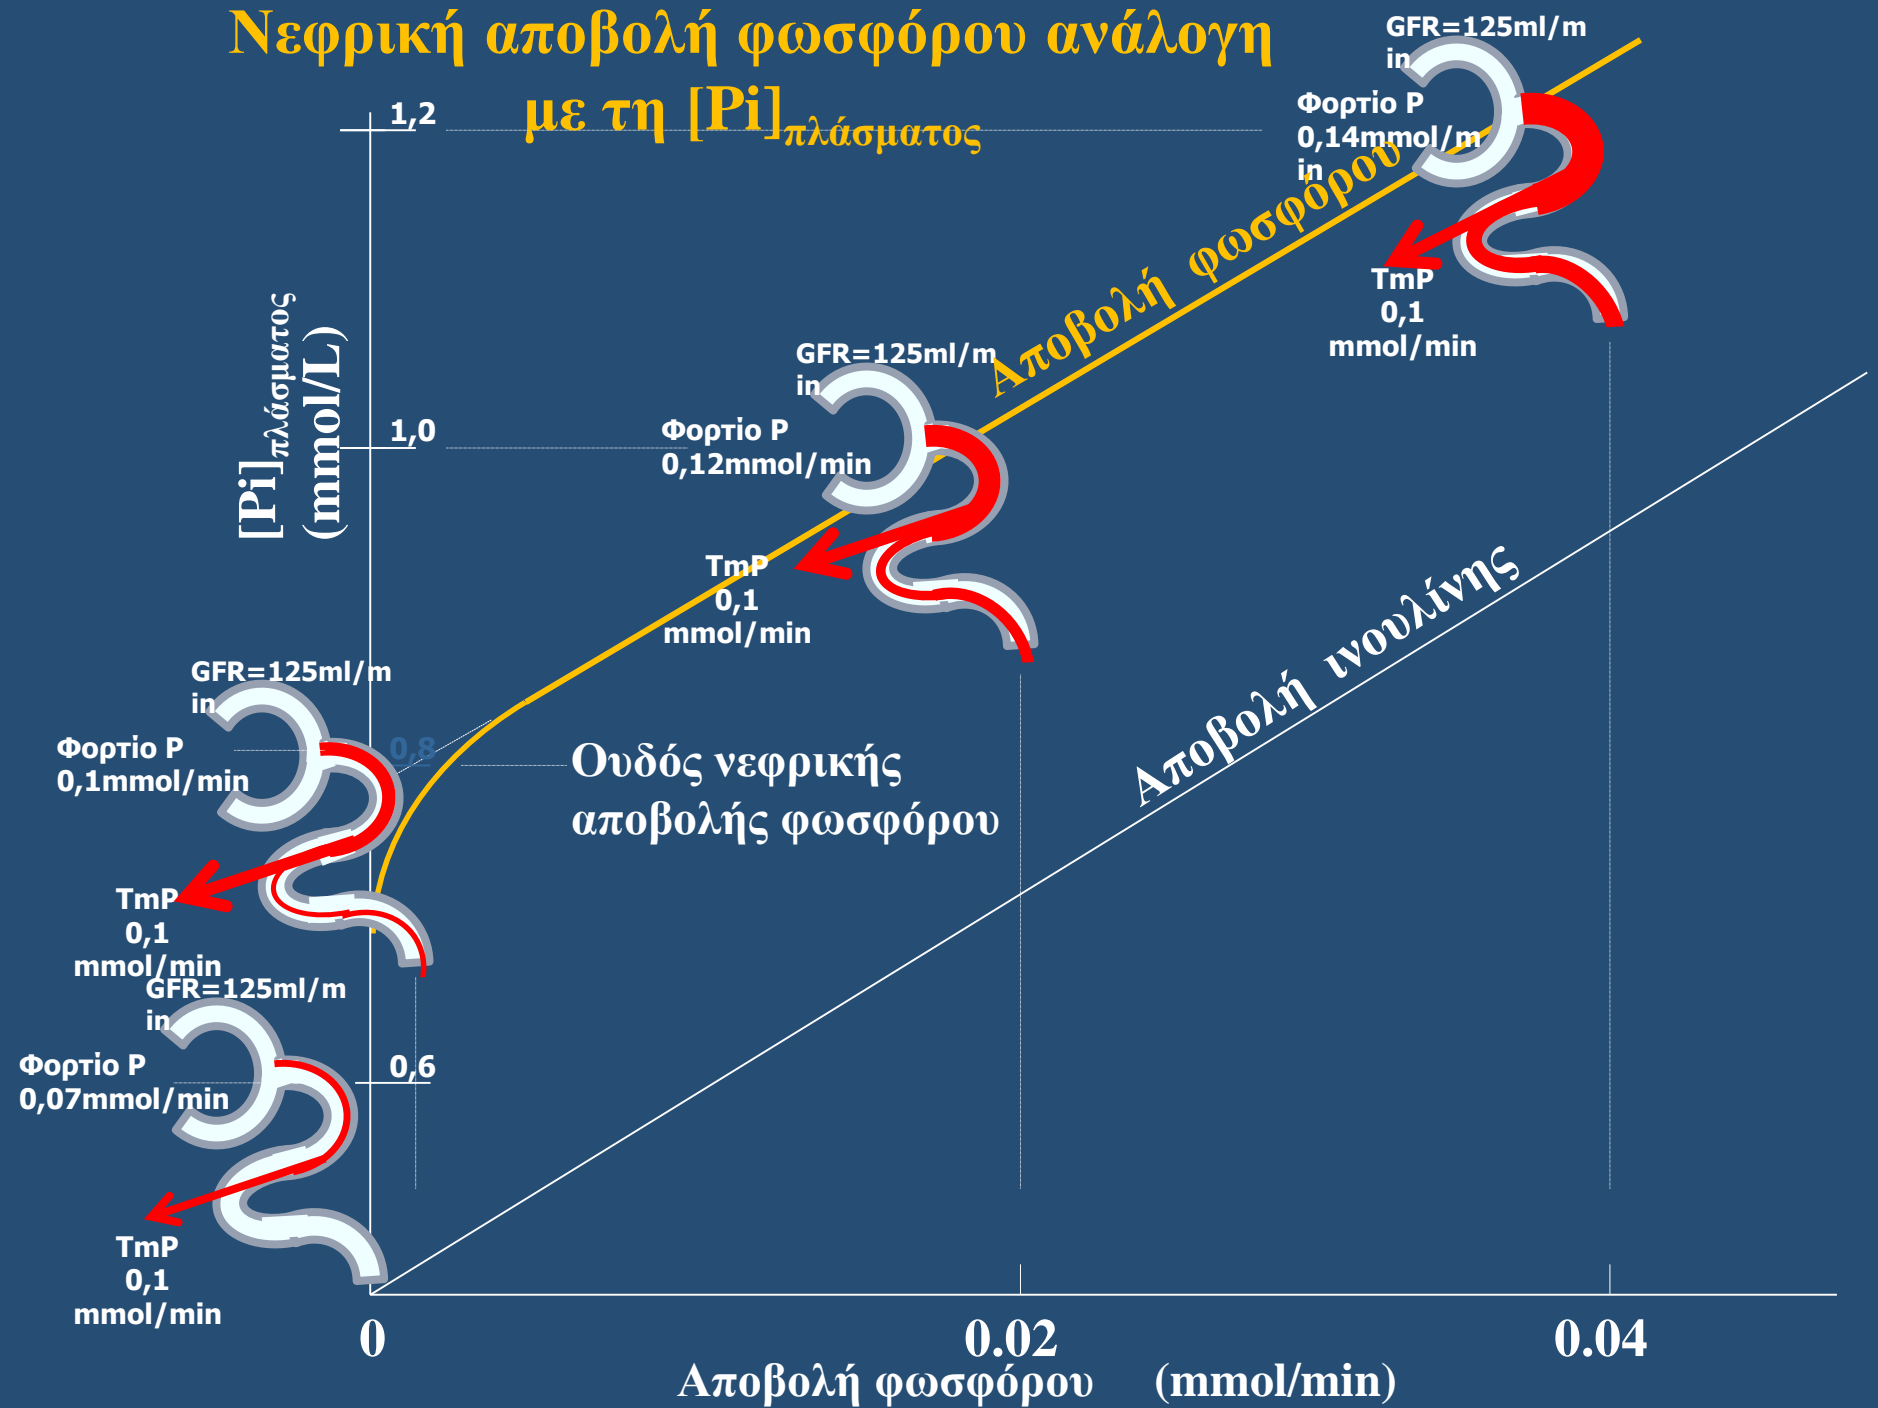 Νεφρική αποβολή φωσφόρου ανάλογη
με τη [Pi]πλάσματος
GFR=125ml/m
in
Φορτίο P
0,14mmol/m
in
TmP
0,1
mmol/min
1,2
Αποβολή φωσφόρου
[Pi]πλάσματος
(mmol/L)
1,0
GFR=125ml/m
in
Φορτίο P
0,12mmol/min
TmP
0,1
mmol/min
Αποβολή ινουλίνης
GFR=125ml/m
in
Φορτίο P
0,1mmol/min
0,8
Ουδός νεφρικής
αποβολής φωσφόρου
TmP
0,1
mmol/min
GFR=125ml/m
in
Φορτίο P
0,07mmol/min
0,6
TmP
0,1
mmol/min
0
0.02
0.04
Αποβολή φωσφόρου (mmol/min)